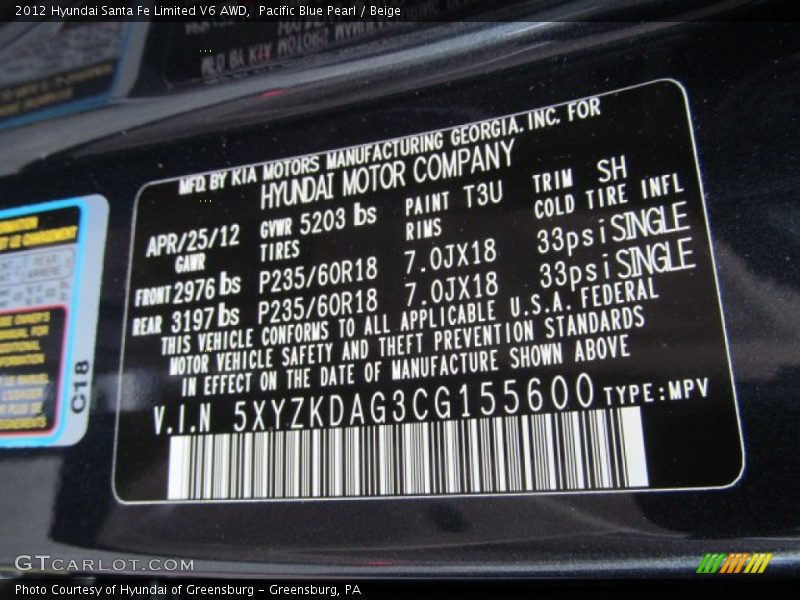 2012 Hyundai Santa Fe Limited V6 AWD, Pacific Blue Pearl / Beige
MFD. BY KIA MOTORS MANUFACTURING GEORGIA. INC. FOR
HYUNDAI MOTOR COMPANY
APR/25/12 GVWR 5203 lbs PAINT T3U TRIM SH
GAWR TIRES RIMS COLD TIRE INFL
FRONT 2976 lbs P235/60R18 7.0JX18 33psi SINGLE
REAR 3197 lbs P235/60R18 7.0JX18 33psi SINGLE
THIS VEHICLE CONFORMS TO ALL APPLICABLE U.S.A. FEDERAL
MOTOR VEHICLE SAFETY AND THEFT PREVENTION STANDARDS
IN EFFECT ON THE DATE OF MANUFACTURE SHOWN ABOVE
V.I.N 5XYZKDAG3CG155600 TYPE:MPV
C18
GTCARLOT.COM
Photo Courtesy of Hyundai of Greensburg - Greensburg, PA